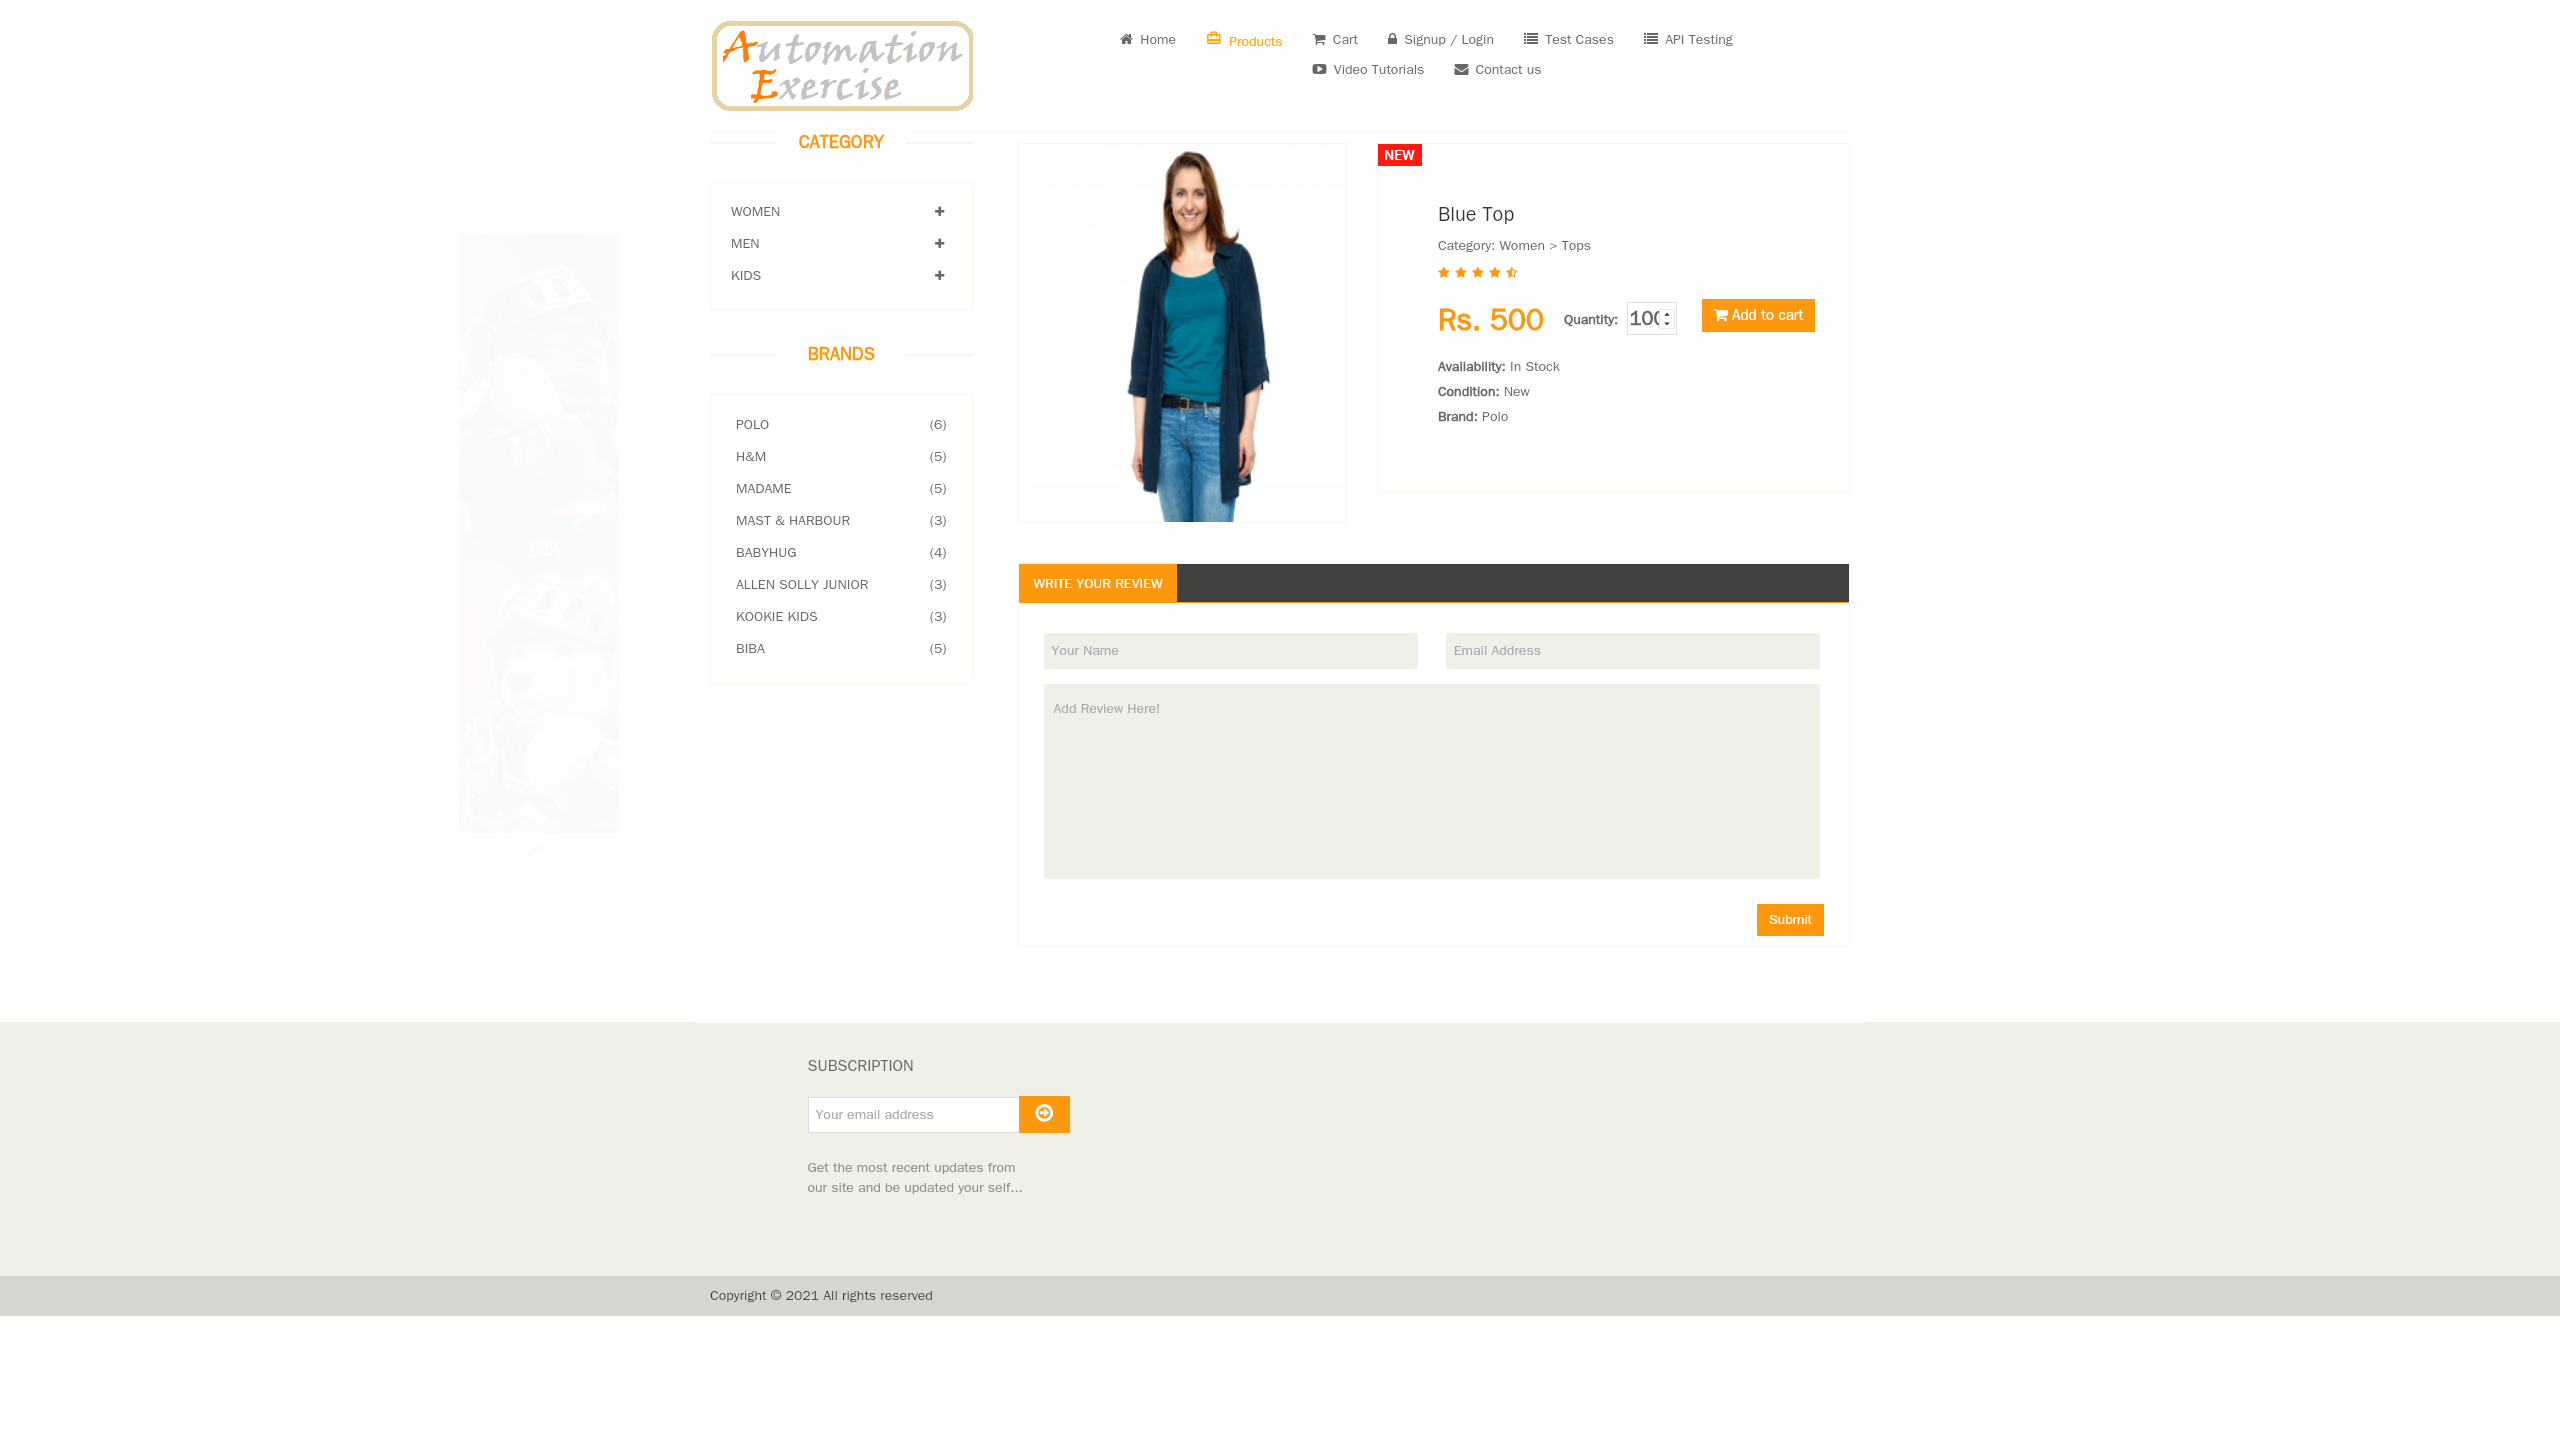 Automation
Exercise
Home
Products
Cart
Signup / Login
Test Cases
API Testing
Video Tutorials
Contact us
CATEGORY
WOMEN
MEN
KIDS
BRANDS
POLO (6)
H&M (5)
MADAME (5)
MAST & HARBOUR (3)
BABYHUG (4)
ALLEN SOLLY JUNIOR (3)
KOOKIE KIDS (3)
BIBA (5)
NEW
Blue Top
Category: Women > Tops
Rs. 500 Quantity: 100 Add to cart
Availability: In Stock
Condition: New
Brand: Polo
WRITE YOUR REVIEW
Your Name
Email Address
Add Review Here!
Submit
SUBSCRIPTION
Your email address
Get the most recent updates from
our site and be updated your self...
Copyright © 2021 All rights reserved